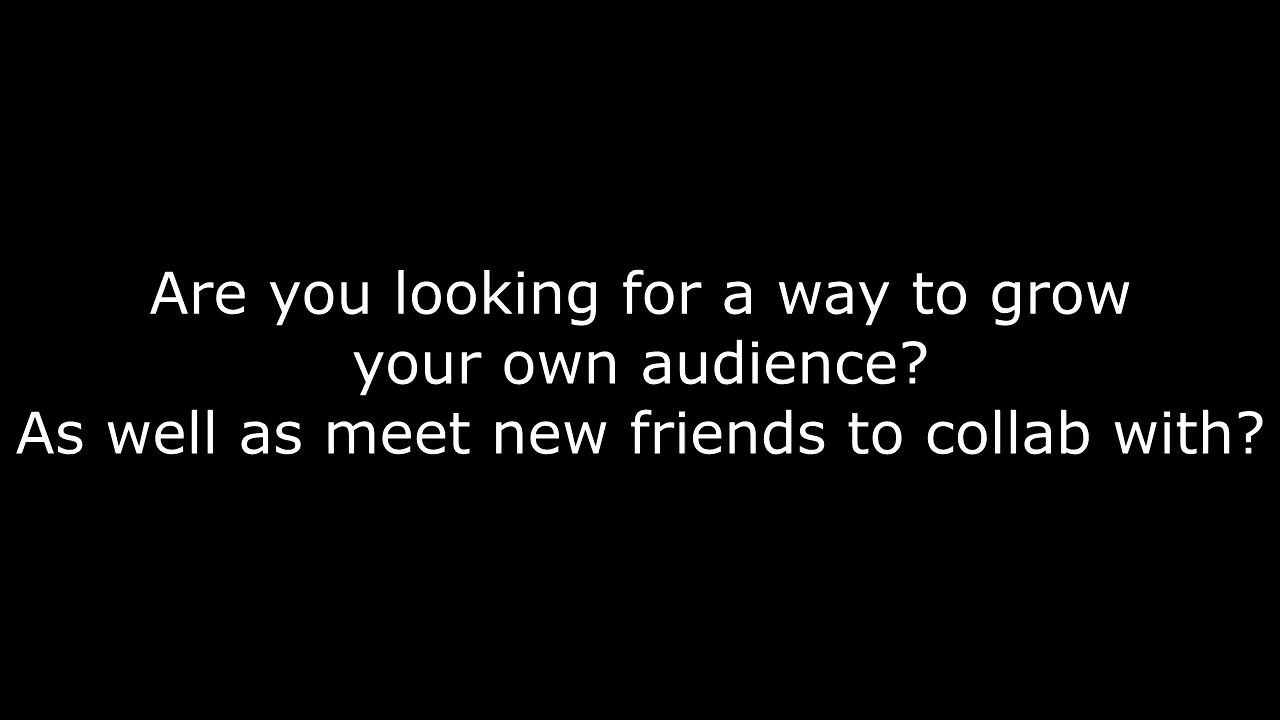 Are you looking for a way to grow
your own audience?
As well as meet new friends to collab with?